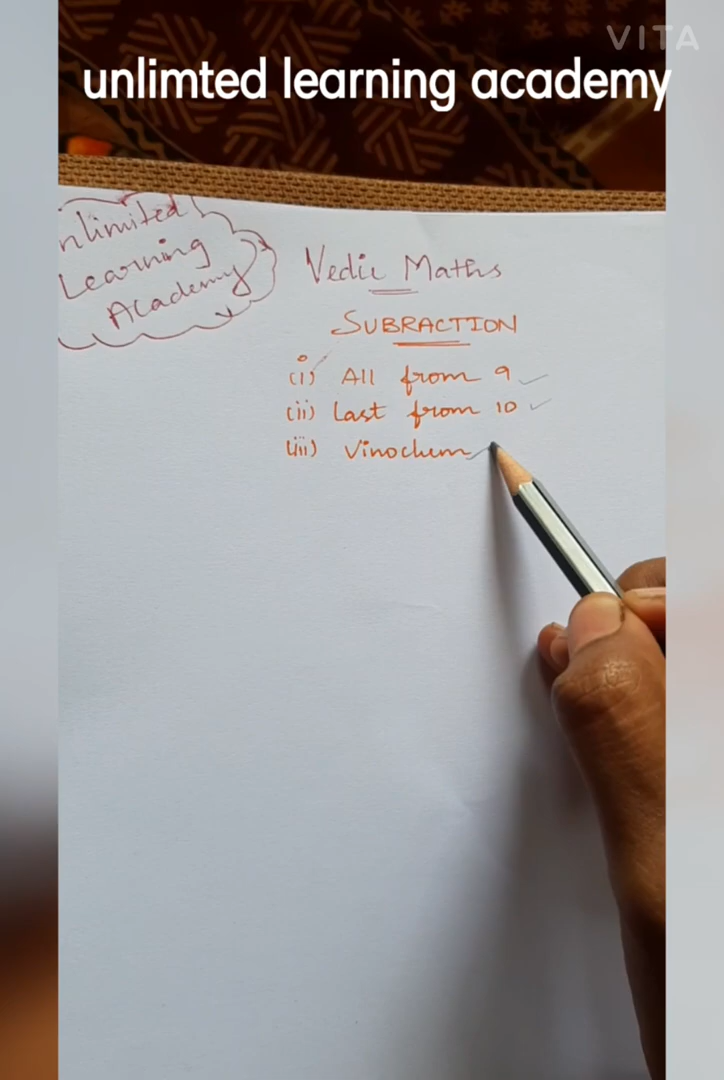 VITA
unlimted learning academy
nlimited
Learning
Academy
Vedic Maths
SUBRACTION
(i) All from 9
(ii) Last from 10
(iii) Vinoclum